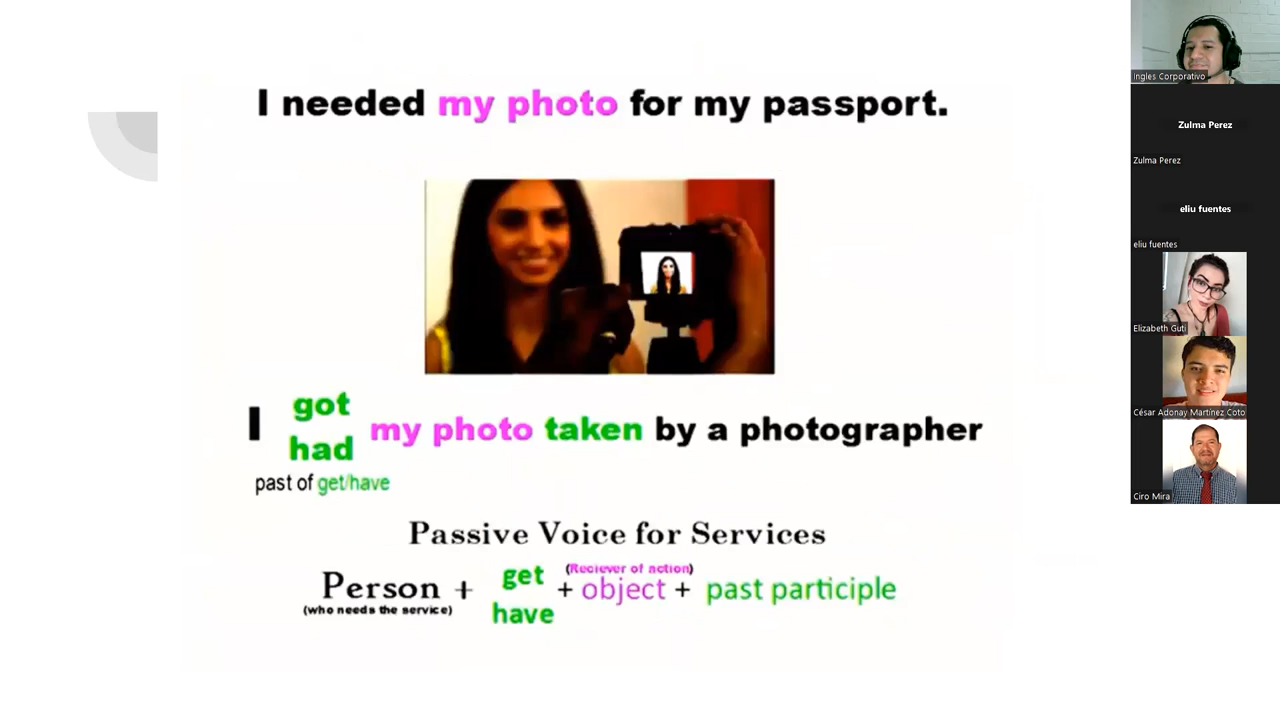 I needed my photo for my passport.
I got my photo taken by a photographer
had
past of get/have
Passive Voice for Services
(Reciever of action)
Person + get + object + past participle
(who needs the service) have
Ingles Corporativo
Zulma Perez
Zulma Perez
eliu fuentes
eliu fuentes
Elizabeth Guti
César Adonay Martínez Coto
Ciro Mira